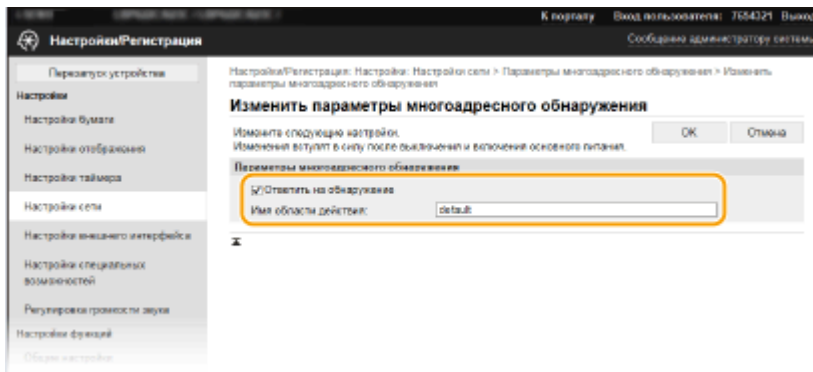 К порталу Вход пользователя: 7654321 Выход
Настройки/Регистрация
Сообщение администратору системы
Перезапуск устройства
Настройки
Настройки бумаги
Настройки отображения
Настройки таймера
Настройки сети
Настройки внешнего интерфейса
Настройки специальных
возможностей
Регулировка громкости звука
Настройки функций
Общие настройки
Настройки/Регистрация: Настройки: Настройки сети > Параметры многоадресного обнаружения > Изменить
параметры многоадресного обнаружения
Изменить параметры многоадресного обнаружения
Измените следующие настройки.
Изменения вступят в силу после выключения и включения основного питания.
OK Отмена
Параметры многоадресного обнаружения
Ответить на обнаружение
Имя области действия: default